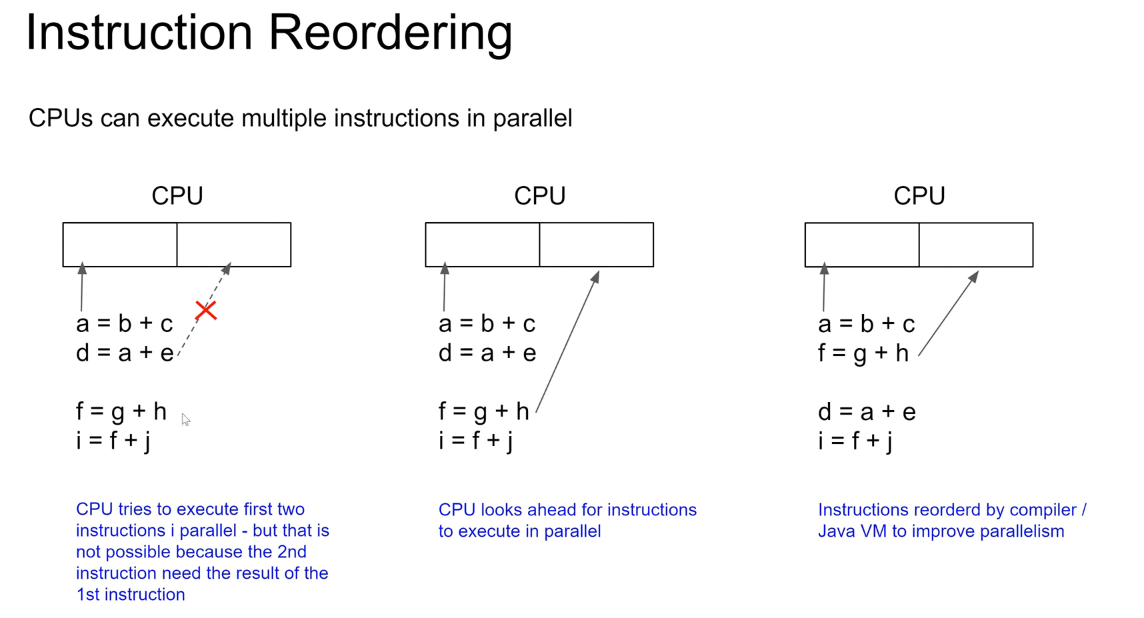 Instruction Reordering
CPUs can execute multiple instructions in parallel
CPU
a = b + c
d = a + e
f = g + h
i = f + j
CPU tries to execute first two
instructions i parallel - but that is
not possible because the 2nd
instruction need the result of the
1st instruction
CPU
a = b + c
d = a + e
f = g + h
i = f + j
CPU looks ahead for instructions
to execute in parallel
CPU
a = b + c
f = g + h
d = a + e
i = f + j
Instructions reorderd by compiler /
Java VM to improve parallelism